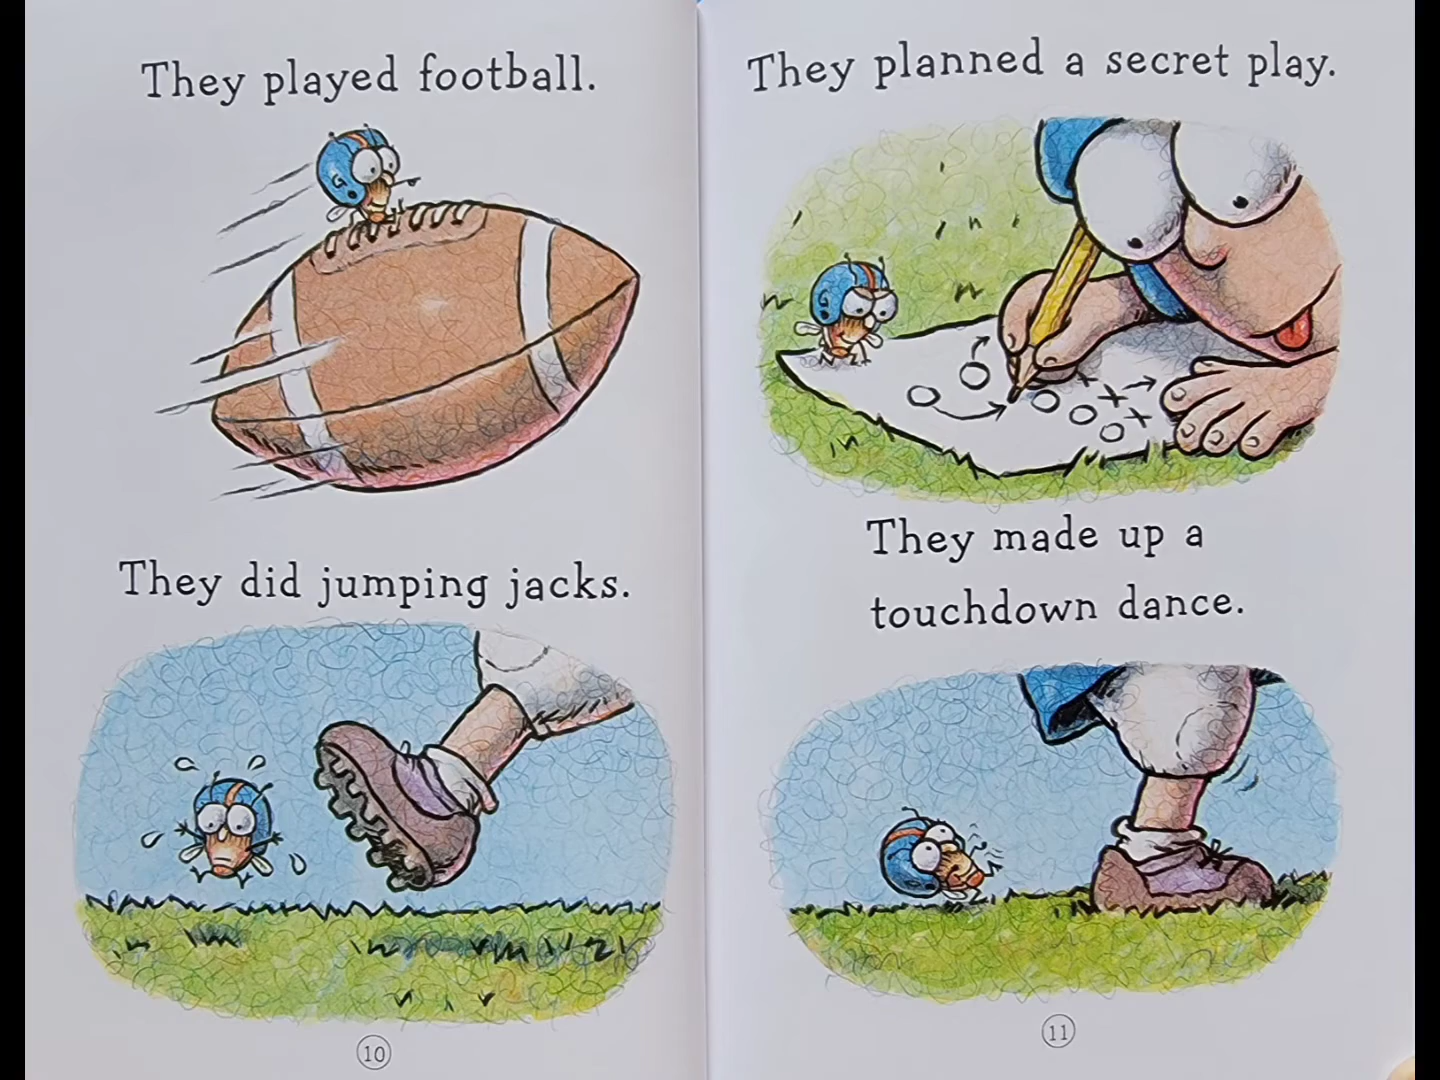 They played football.
They did jumping jacks.
10
They planned a secret play.
They made up a
touchdown dance.
11